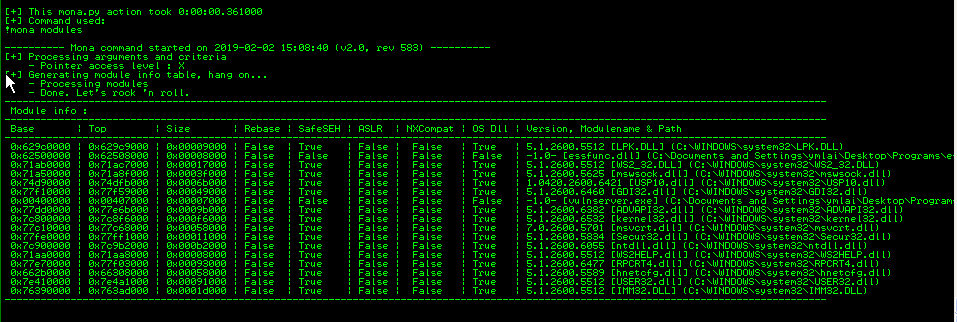 [+] This mona.py action took 0:00:00.361000
[+] Command used:
!mona modules
---------- Mona command started on 2019-02-02 15:08:40 (v2.0, rev 583) ----------
[+] Processing arguments and criteria
- Pointer access level : X
[+] Generating module info table, hang on...
- Processing modules
- Done. Let's rock 'n roll.
Module info :
Base | Top | Size | Rebase | SafeSEH | ASLR | NXCompat | OS Dll | Version, Modulename & Path
0x629c0000 | 0x629c9000 | 0x00009000 | False | True | False | False | True | 5.1.2600.5512 [LPK.DLL] (C:\WINDOWS\system32\LPK.DLL)
0x62500000 | 0x62508000 | 0x00008000 | False | False | False | False | False | -1.0- [essfunc.dll] (C:\Documents and Settings\ymlai\Desktop\Programs\e
0x71ab0000 | 0x71ac7000 | 0x00017000 | False | True | False | False | True | 5.1.2600.5512 [WS2_32.DLL] (C:\WINDOWS\system32\WS2_32.DLL)
0x71a50000 | 0x71a8f000 | 0x0003f000 | False | True | False | False | True | 5.1.2600.5625 [mswsock.dll] (C:\WINDOWS\system32\mswsock.dll)
0x74d90000 | 0x74dfb000 | 0x0006b000 | False | True | False | False | True | 1.0420.2600.6421 [USP10.dll] (C:\WINDOWS\system32\USP10.dll)
0x77f10000 | 0x77f59000 | 0x00049000 | False | True | False | False | True | 5.1.2600.6460 [GDI32.dll] (C:\WINDOWS\system32\GDI32.dll)
0x00400000 | 0x00407000 | 0x00007000 | False | False | False | False | False | -1.0- [vulnserver.exe] (C:\Documents and Settings\ymlai\Desktop\Program
0x77dd0000 | 0x77e6b000 | 0x0009b000 | False | True | False | False | True | 5.1.2600.6382 [ADVAPI32.dll] (C:\WINDOWS\system32\ADVAPI32.dll)
0x7c800000 | 0x7c8f6000 | 0x000f6000 | False | True | False | False | True | 5.1.2600.6532 [kernel32.dll] (C:\WINDOWS\system32\kernel32.dll)
0x77c10000 | 0x77c68000 | 0x00058000 | False | True | False | False | True | 7.0.2600.5701 [msvcrt.dll] (C:\WINDOWS\system32\msvcrt.dll)
0x77fe0000 | 0x77ff1000 | 0x00011000 | False | True | False | False | True | 5.1.2600.5834 [Secur32.dll] (C:\WINDOWS\system32\Secur32.dll)
0x7c900000 | 0x7c9b2000 | 0x000b2000 | False | True | False | False | True | 5.1.2600.6055 [ntdll.dll] (C:\WINDOWS\system32\ntdll.dll)
0x71aa0000 | 0x71aa8000 | 0x00008000 | False | True | False | False | True | 5.1.2600.5512 [WS2HELP.dll] (C:\WINDOWS\system32\WS2HELP.dll)
0x77e70000 | 0x77f03000 | 0x00093000 | False | True | False | False | True | 5.1.2600.6477 [RPCRT4.dll] (C:\WINDOWS\system32\RPCRT4.dll)
0x662b0000 | 0x66308000 | 0x00058000 | False | True | False | False | True | 5.1.2600.5589 [hnetcfg.dll] (C:\WINDOWS\system32\hnetcfg.dll)
0x7e410000 | 0x7e4a1000 | 0x00091000 | False | True | False | False | True | 5.1.2600.5512 [USER32.dll] (C:\WINDOWS\system32\USER32.dll)
0x76390000 | 0x763ad000 | 0x0001d000 | False | True | False | False | True | 5.1.2600.5512 [IMM32.DLL] (C:\WINDOWS\system32\IMM32.DLL)